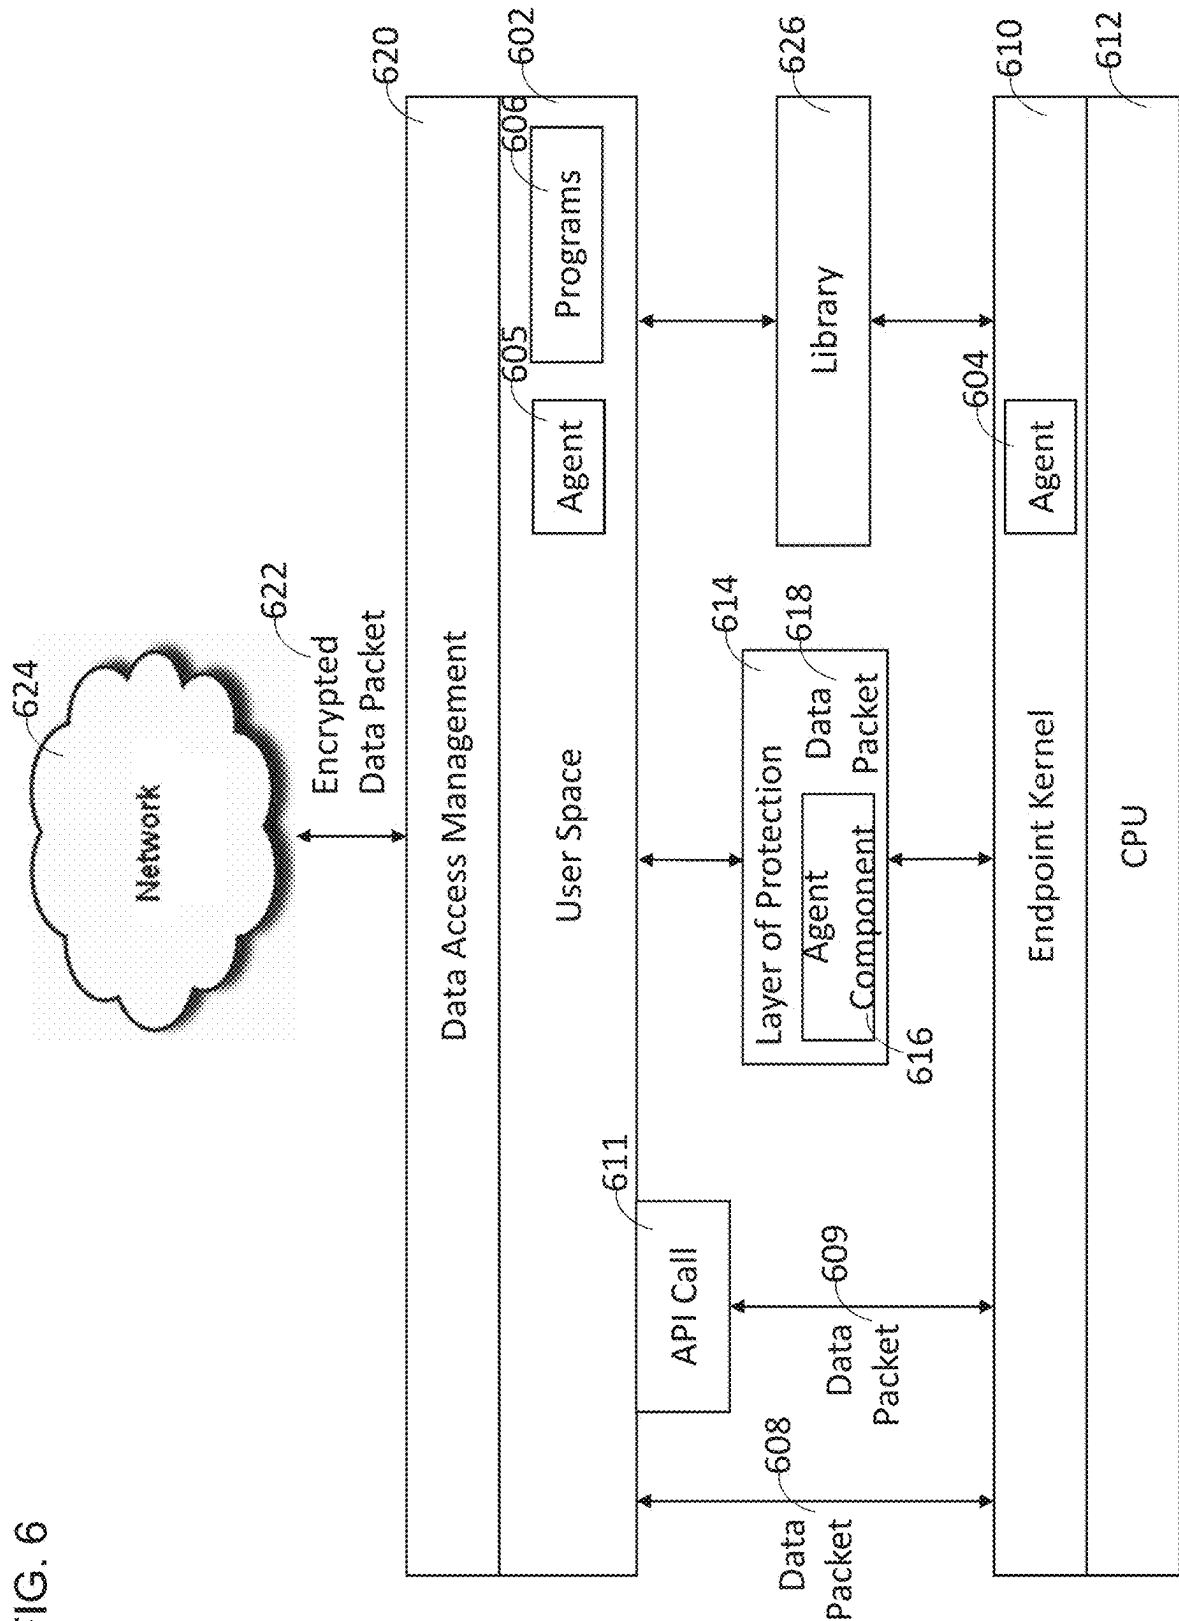 FIG. 6
624
Network
622
Encrypted
Data Packet
620
Data Access Management
602
User Space
605
Agent
606
Programs
611
API Call
608
Data
Packet
609
Data
Packet
614
Layer of Protection
616
Agent
Component
618
Data
Packet
626
Library
604
Agent
610
Endpoint Kernel
612
CPU